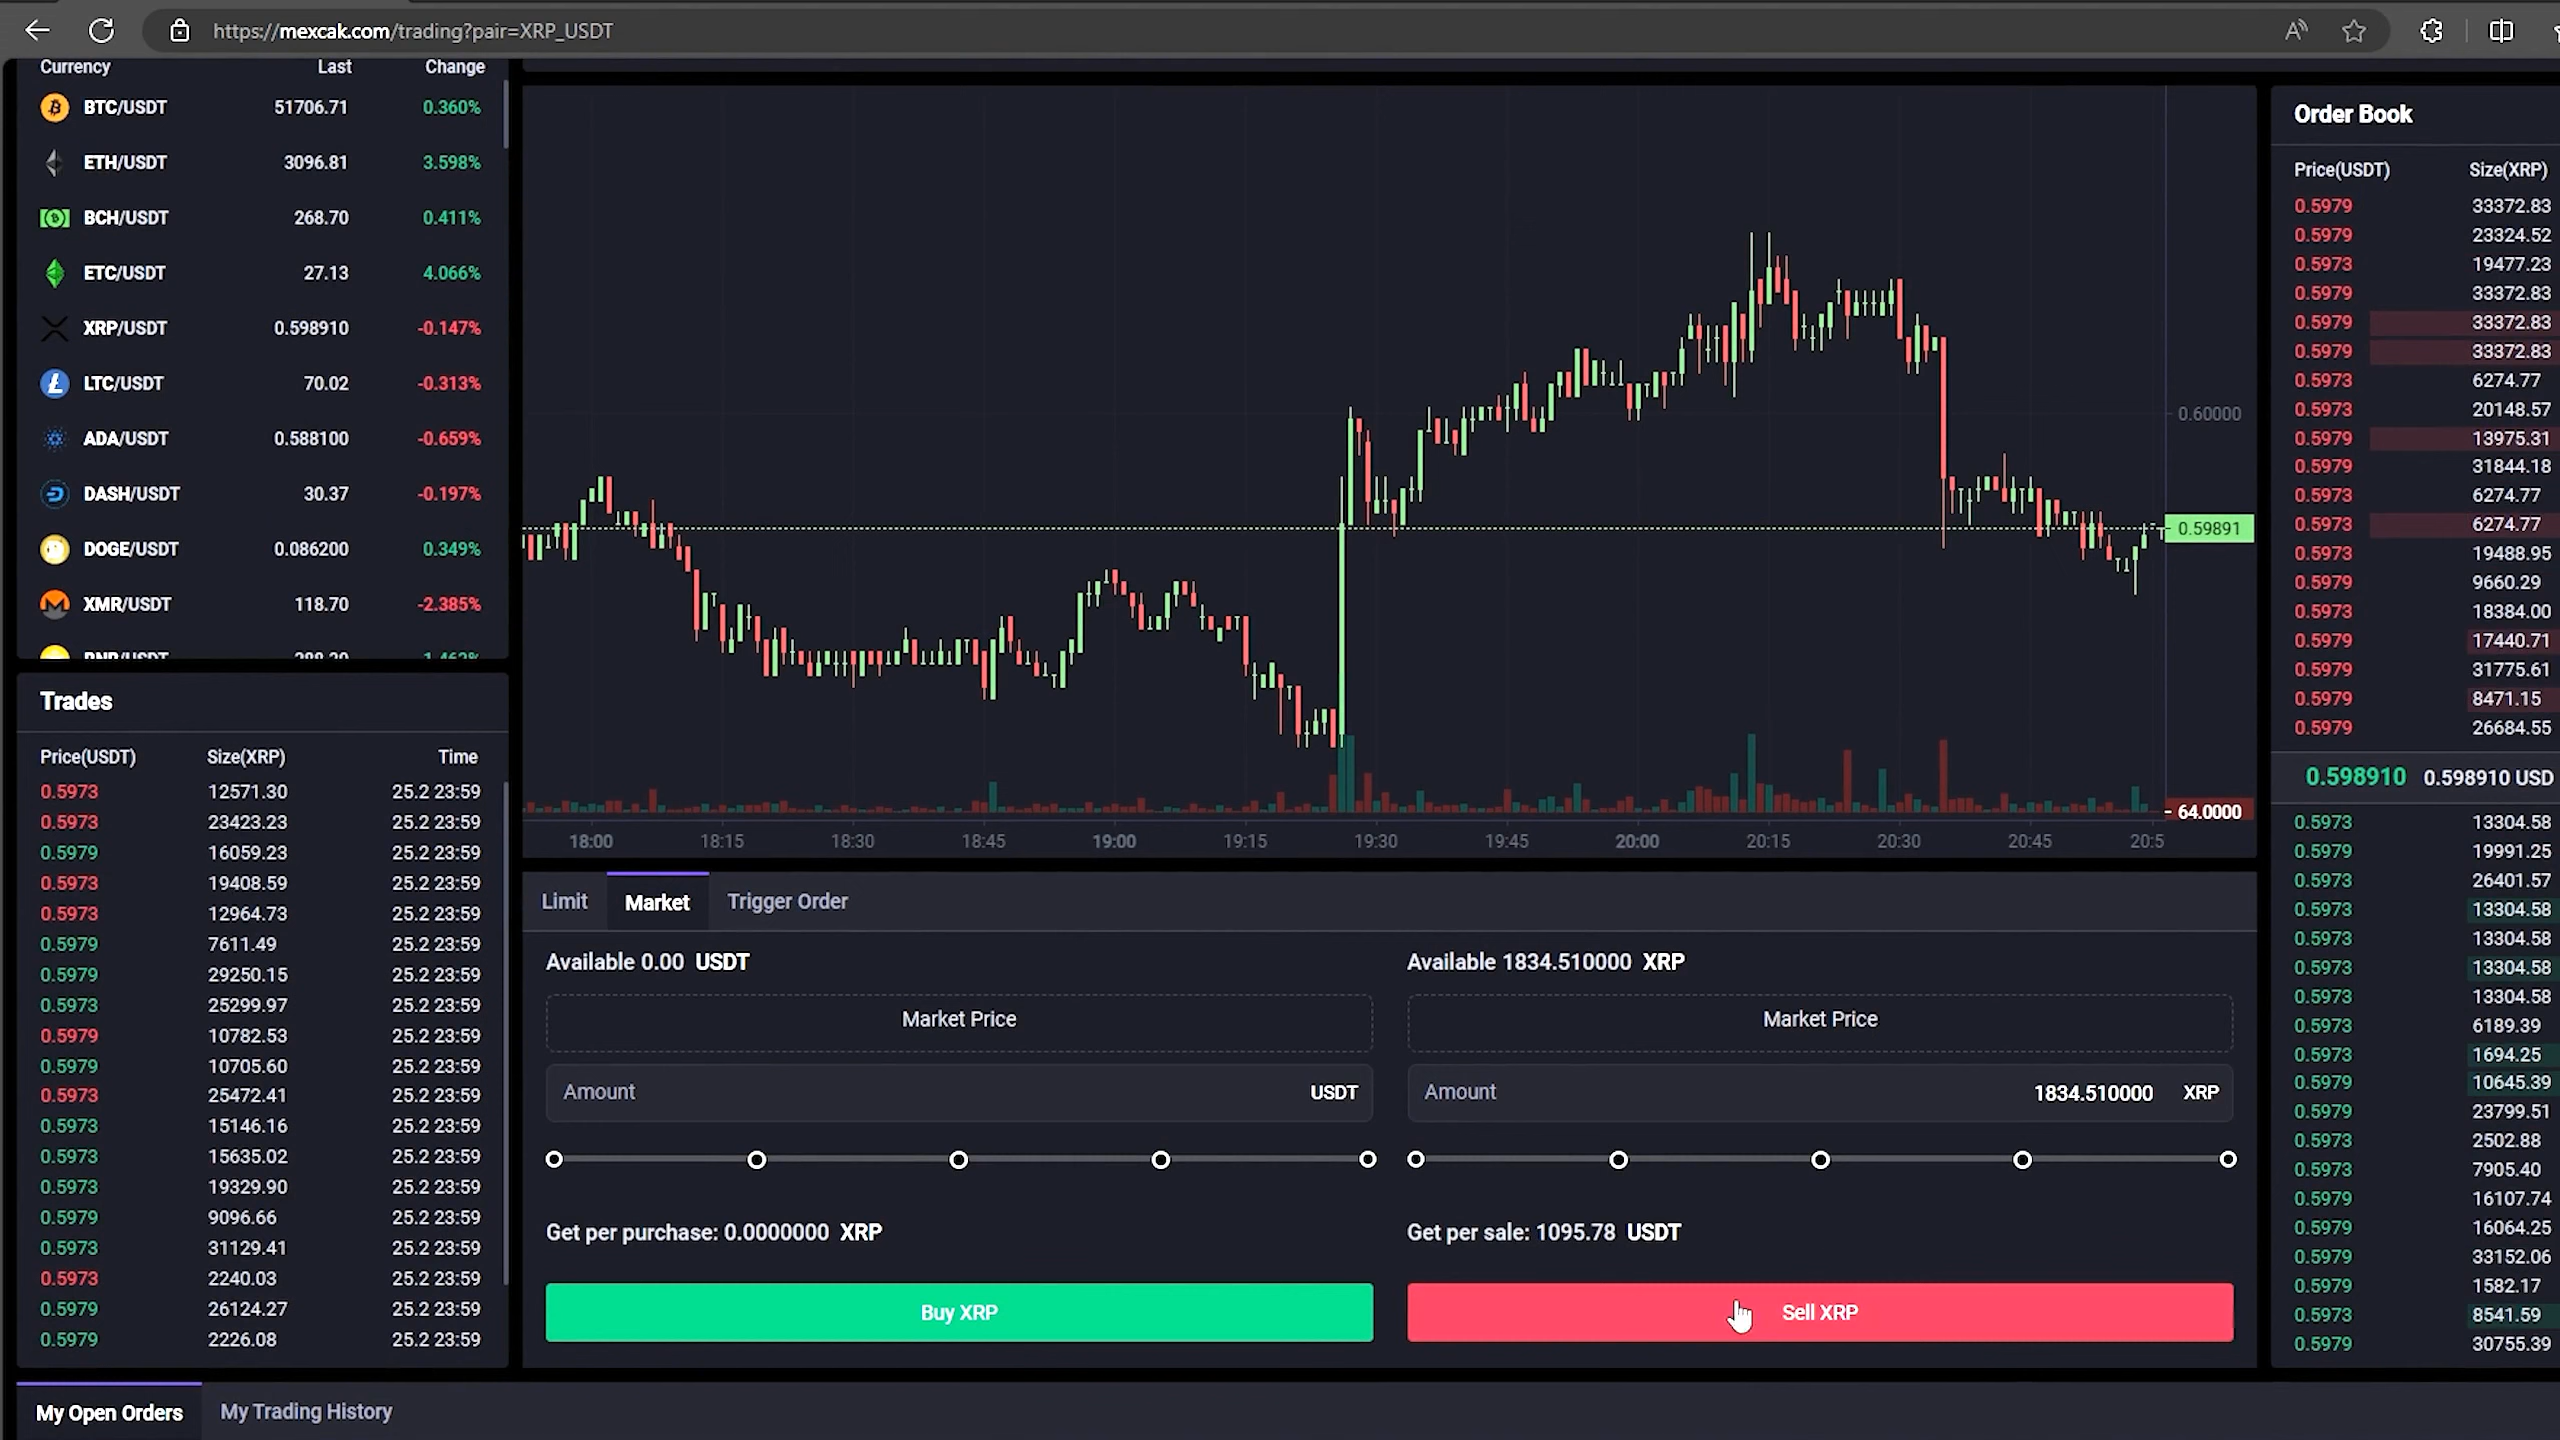 https://mexcak.com/trading?pair=XRP_USDT
Currency Last Change
BTC/USDT 51706.71 0.360%
ETH/USDT 3096.81 3.598%
BCH/USDT 268.70 0.411%
ETC/USDT 27.13 4.066%
XRP/USDT 0.598910 -0.147%
LTC/USDT 70.02 -0.313%
ADA/USDT 0.588100 -0.659%
DASH/USDT 30.37 -0.197%
DOGE/USDT 0.086200 0.349%
XMR/USDT 118.70 -2.385%
Trades
Price(USDT) Size(XRP) Time
0.5973 12571.30 25.2 23:59
0.5973 23423.23 25.2 23:59
0.5979 16059.23 25.2 23:59
0.5973 19408.59 25.2 23:59
0.5973 12964.73 25.2 23:59
0.5979 7611.49 25.2 23:59
0.5979 29250.15 25.2 23:59
0.5973 25299.97 25.2 23:59
0.5979 10782.53 25.2 23:59
0.5979 10705.60 25.2 23:59
0.5973 25472.41 25.2 23:59
0.5973 15146.16 25.2 23:59
0.5973 15635.02 25.2 23:59
0.5973 19329.90 25.2 23:59
0.5979 9096.66 25.2 23:59
0.5973 31129.41 25.2 23:59
0.5973 2240.03 25.2 23:59
0.5979 26124.27 25.2 23:59
0.5979 2226.08 25.2 23:59
0.60000
0.59891
64.0000
18:00 18:15 18:30 18:45 19:00 19:15 19:30 19:45 20:00 20:15 20:30 20:45 20:5
Limit Market Trigger Order
Available 0.00 USDT
Market Price
Amount USDT
Get per purchase: 0.0000000 XRP
Buy XRP
Available 1834.510000 XRP
Market Price
Amount 1834.510000 XRP
Get per sale: 1095.78 USDT
Sell XRP
Order Book
Price(USDT) Size(XRP)
0.5979 33372.83
0.5979 23324.52
0.5973 19477.23
0.5979 33372.83
0.5979 33372.83
0.5979 33372.83
0.5973 6274.77
0.5973 20148.57
0.5979 13975.31
0.5979 31844.18
0.5973 6274.77
0.5973 6274.77
0.5973 19488.95
0.5979 9660.29
0.5973 18384.00
0.5979 17440.71
0.5979 31775.61
0.5979 8471.15
0.5979 26684.55
0.598910 0.598910 USD
0.5973 13304.58
0.5979 19991.25
0.5973 26401.57
0.5973 13304.58
0.5973 13304.58
0.5973 13304.58
0.5973 13304.58
0.5973 6189.39
0.5979 1694.25
0.5979 10645.39
0.5979 23799.51
0.5973 2502.88
0.5973 7905.40
0.5979 16107.74
0.5979 16064.25
0.5979 33152.06
0.5979 1582.17
0.5973 8541.59
0.5979 30755.39
My Open Orders My Trading History